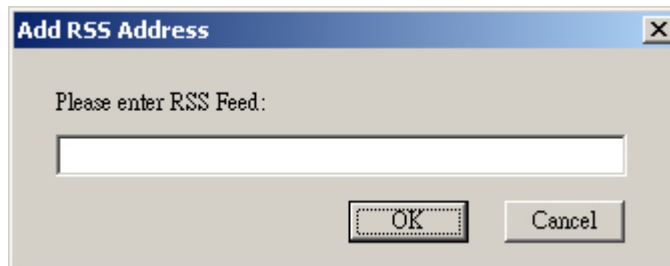 Add RSS Address
Please enter RSS Feed:
OK
Cancel